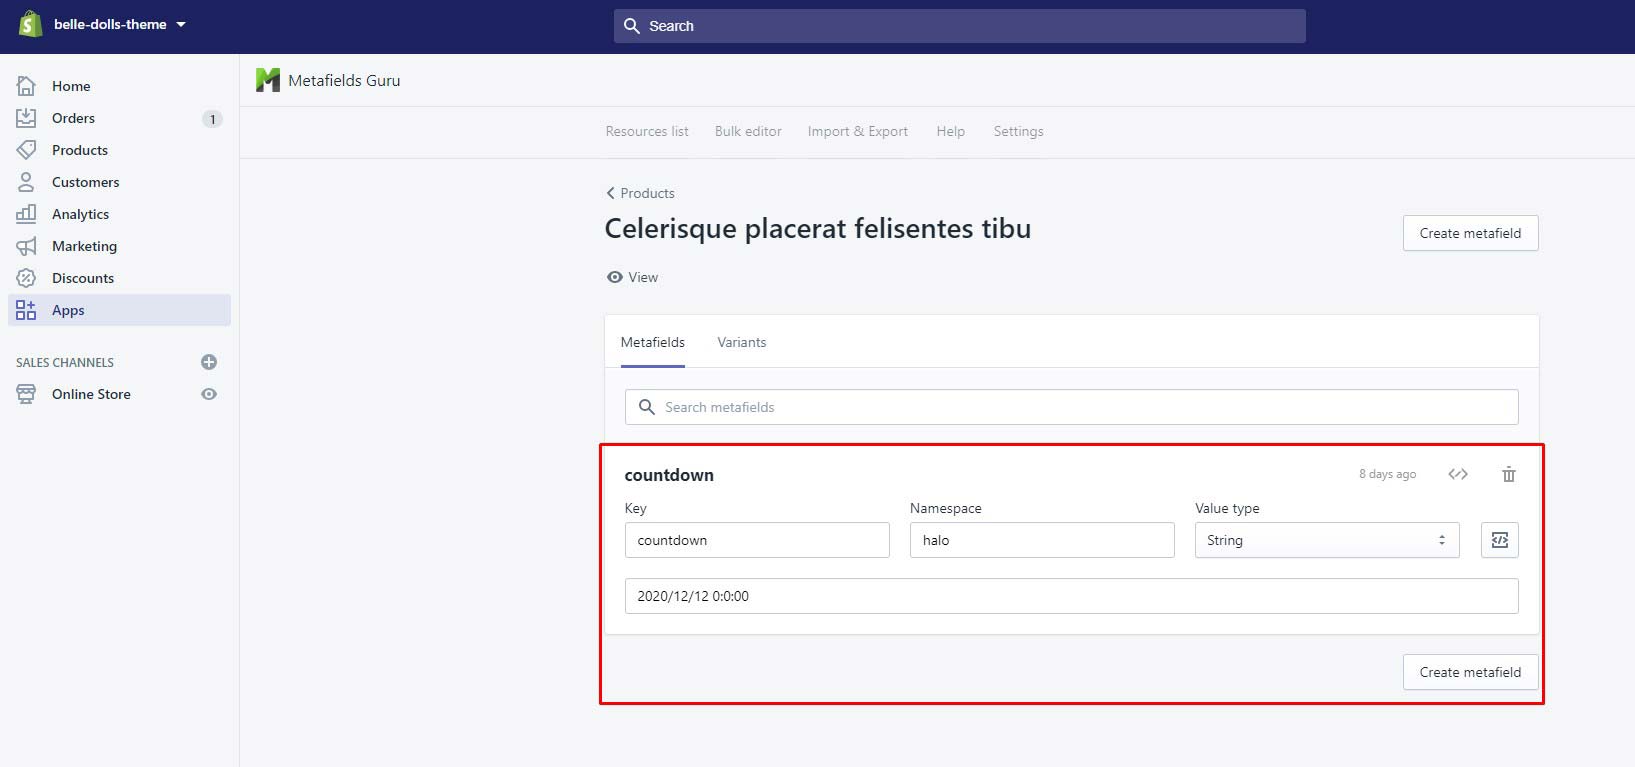 belle-dolls-theme
Search
Home
Orders 1
Products
Customers
Analytics
Marketing
Discounts
Apps
SALES CHANNELS
Online Store
Metafields Guru
Resources list Bulk editor Import & Export Help Settings
Products
Celerisque placerat felisentes tibu
Create metafield
View
Metafields Variants
Search metafields
countdown 8 days ago
Key Namespace Value type
countdown halo String
2020/12/12 0:0:00
Create metafield